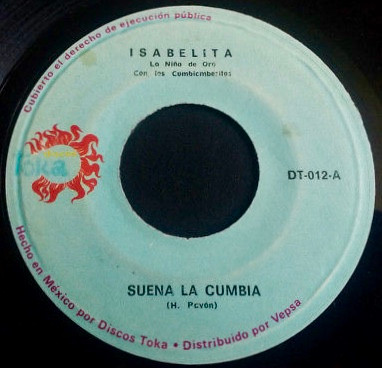 Cubierto el derecho de ejecución pública
ISABELITA
La Niña de Oro
Con los Cumbiamberitos
toka
DT-012-A
SUENA LA CUMBIA
(H. Pavón)
Hecho en México por Discos Toka • Distribuido por Vepsa